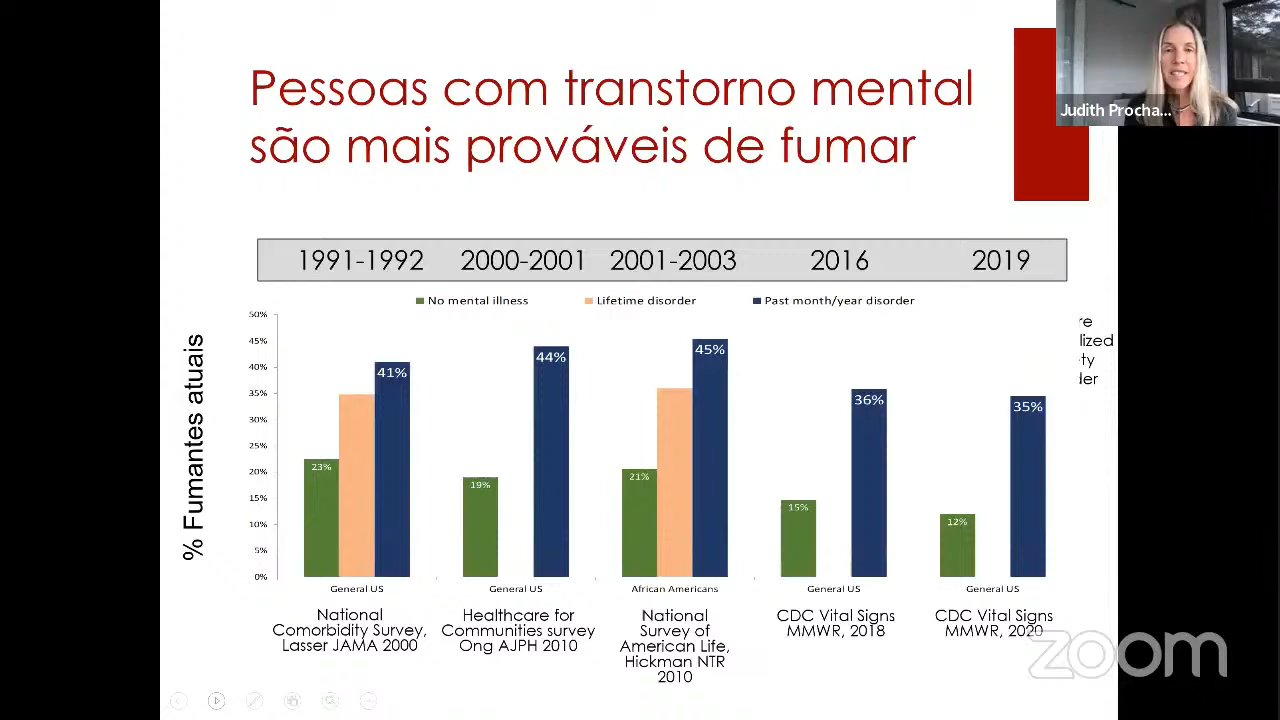 Pessoas com transtorno mental
são mais prováveis de fumar
Judith Procha...
1991-1992 2000-2001 2001-2003 2016 2019
No mental illness Lifetime disorder Past month/year disorder
% Fumantes atuais
50%
45%
40%
35%
30%
25%
20%
15%
10%
5%
0%
23% 41%
19% 44%
21% 45%
15% 36%
12% 35%
re
lized
ty
der
General US General US African Americans General US General US
National
Comorbidity Survey,
Lasser JAMA 2000
Healthcare for
Communities survey
Ong AJPH 2010
National
Survey of
American Life,
Hickman NTR
2010
CDC Vital Signs
MMWR, 2018
CDC Vital Signs
MMWR, 2020
zoom